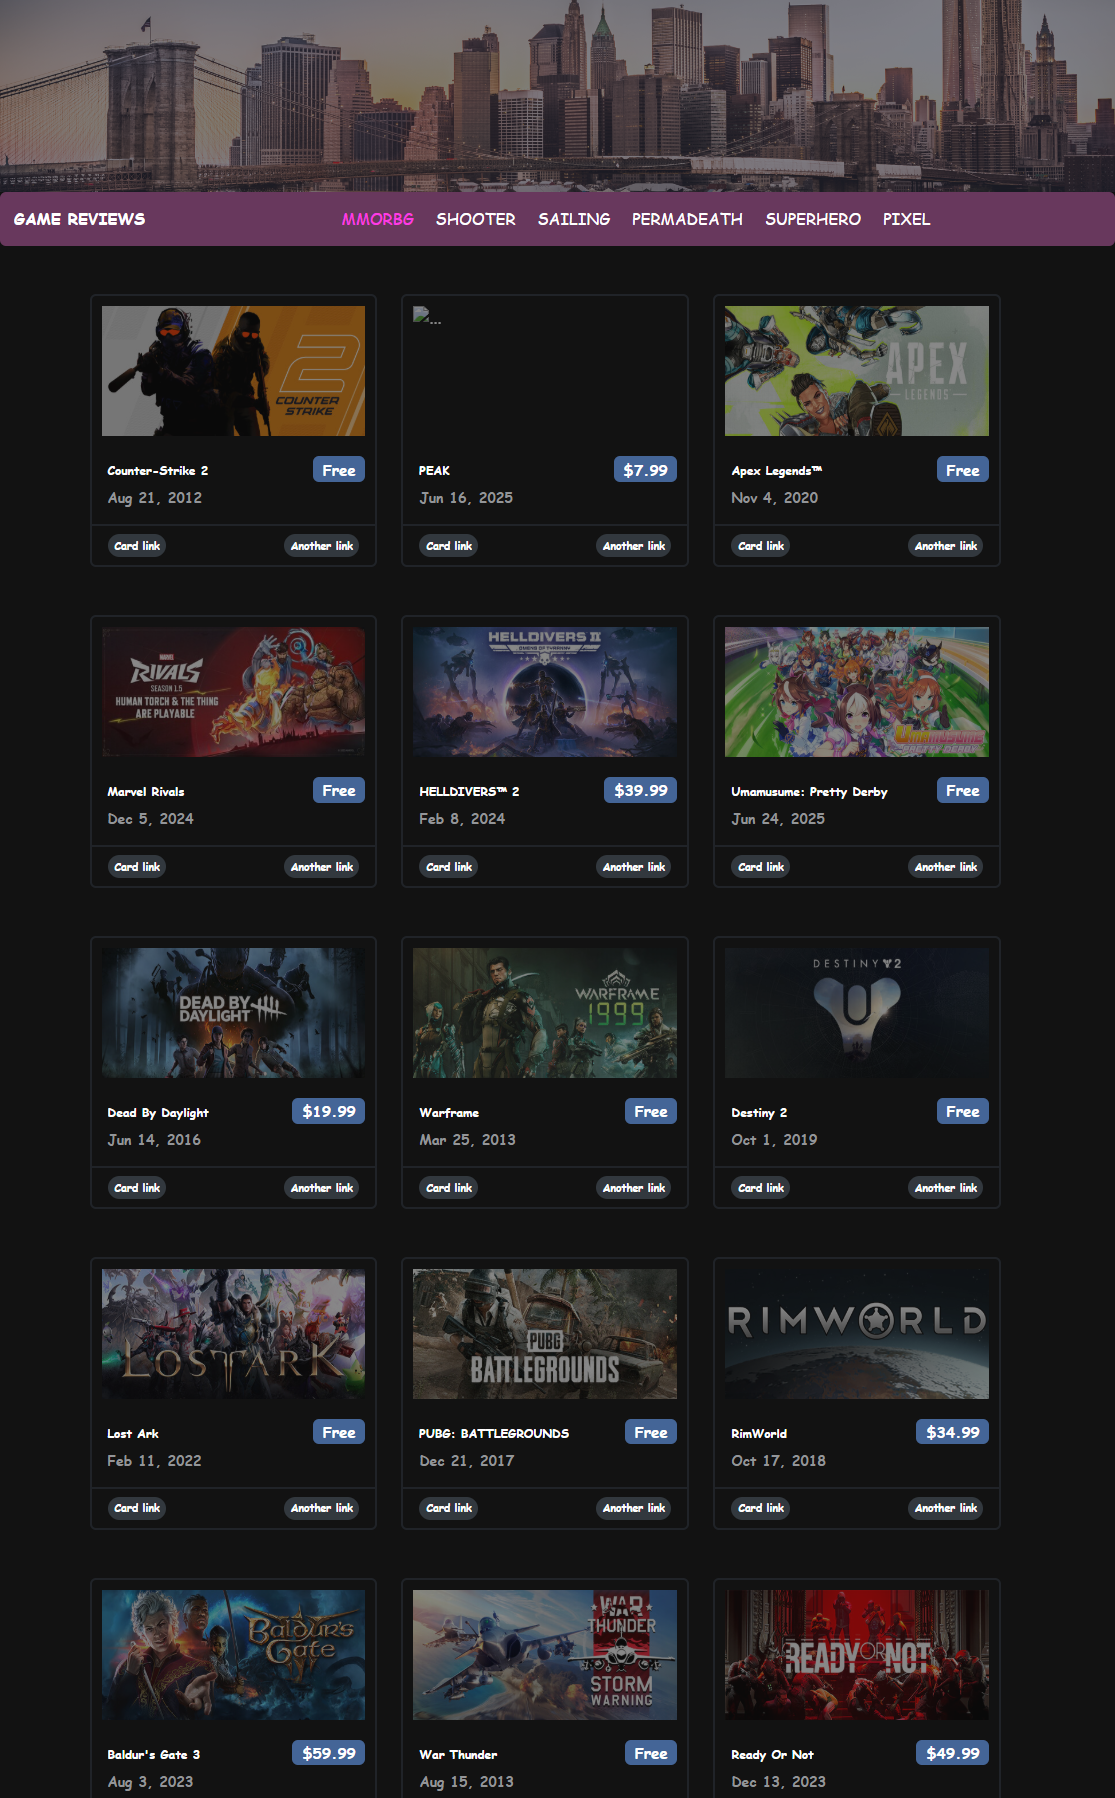 GAME REVIEWS MMORBG SHOOTER SAILING PERMADEATH SUPERHERO PIXEL
2
COUNTER
STRIKE
...
APEX
LEGENDS
Counter-Strike 2 Free
Aug 21, 2012
Card link Another link
PEAK $7.99
Jun 16, 2025
Card link Another link
Apex Legends™ Free
Nov 4, 2020
Card link Another link
MARVEL
RIVALS
SEASON 1.5
HUMAN TORCH & THE THING
ARE PLAYABLE
HELLDIVERS II
OMENS OF TYRANNY
Umamusume
PRETTY DERBY
Marvel Rivals Free
Dec 5, 2024
Card link Another link
HELLDIVERS™ 2 $39.99
Feb 8, 2024
Card link Another link
Umamusume: Pretty Derby Free
Jun 24, 2025
Card link Another link
DEAD BY
DAYLIGHT
WARFRAME
1999
DESTINY 2
Dead By Daylight $19.99
Jun 14, 2016
Card link Another link
Warframe Free
Mar 25, 2013
Card link Another link
Destiny 2 Free
Oct 1, 2019
Card link Another link
LOST ARK
PUBG
BATTLEGROUNDS
RIMWORLD
Lost Ark Free
Feb 11, 2022
Card link Another link
PUBG: BATTLEGROUNDS Free
Dec 21, 2017
Card link Another link
RimWorld $34.99
Oct 17, 2018
Card link Another link
Baldur's
Gate
WAR
THUNDER
STORM
WARNING
READY OR NOT
Baldur's Gate 3 $59.99
Aug 3, 2023
War Thunder Free
Aug 15, 2013
Ready Or Not $49.99
Dec 13, 2023